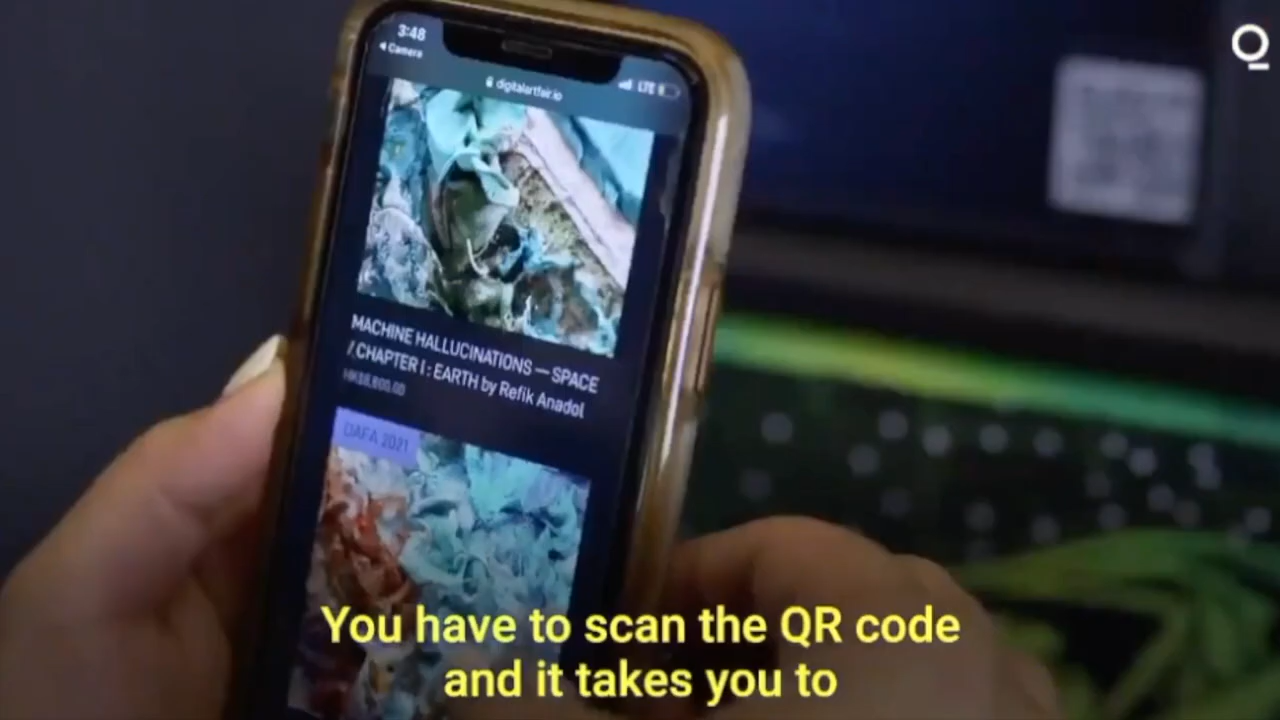 3:48
Camera
LTE
digitalartfair.io
MACHINE HALLUCINATIONS — SPACE
/ CHAPTER I : EARTH by Refik Anadol
DAFA 2021
You have to scan the QR code
and it takes you to